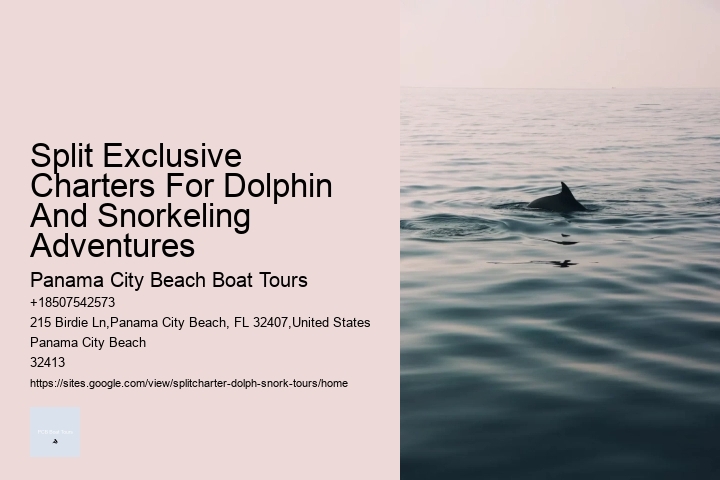 Split Exclusive
Charters For Dolphin
And Snorkeling
Adventures
Panama City Beach Boat Tours
+18507542573
215 Birdie Ln,Panama City Beach, FL 32407,United States
Panama City Beach
32413
https://sites.google.com/view/splitcharter-dolph-snork-tours/home